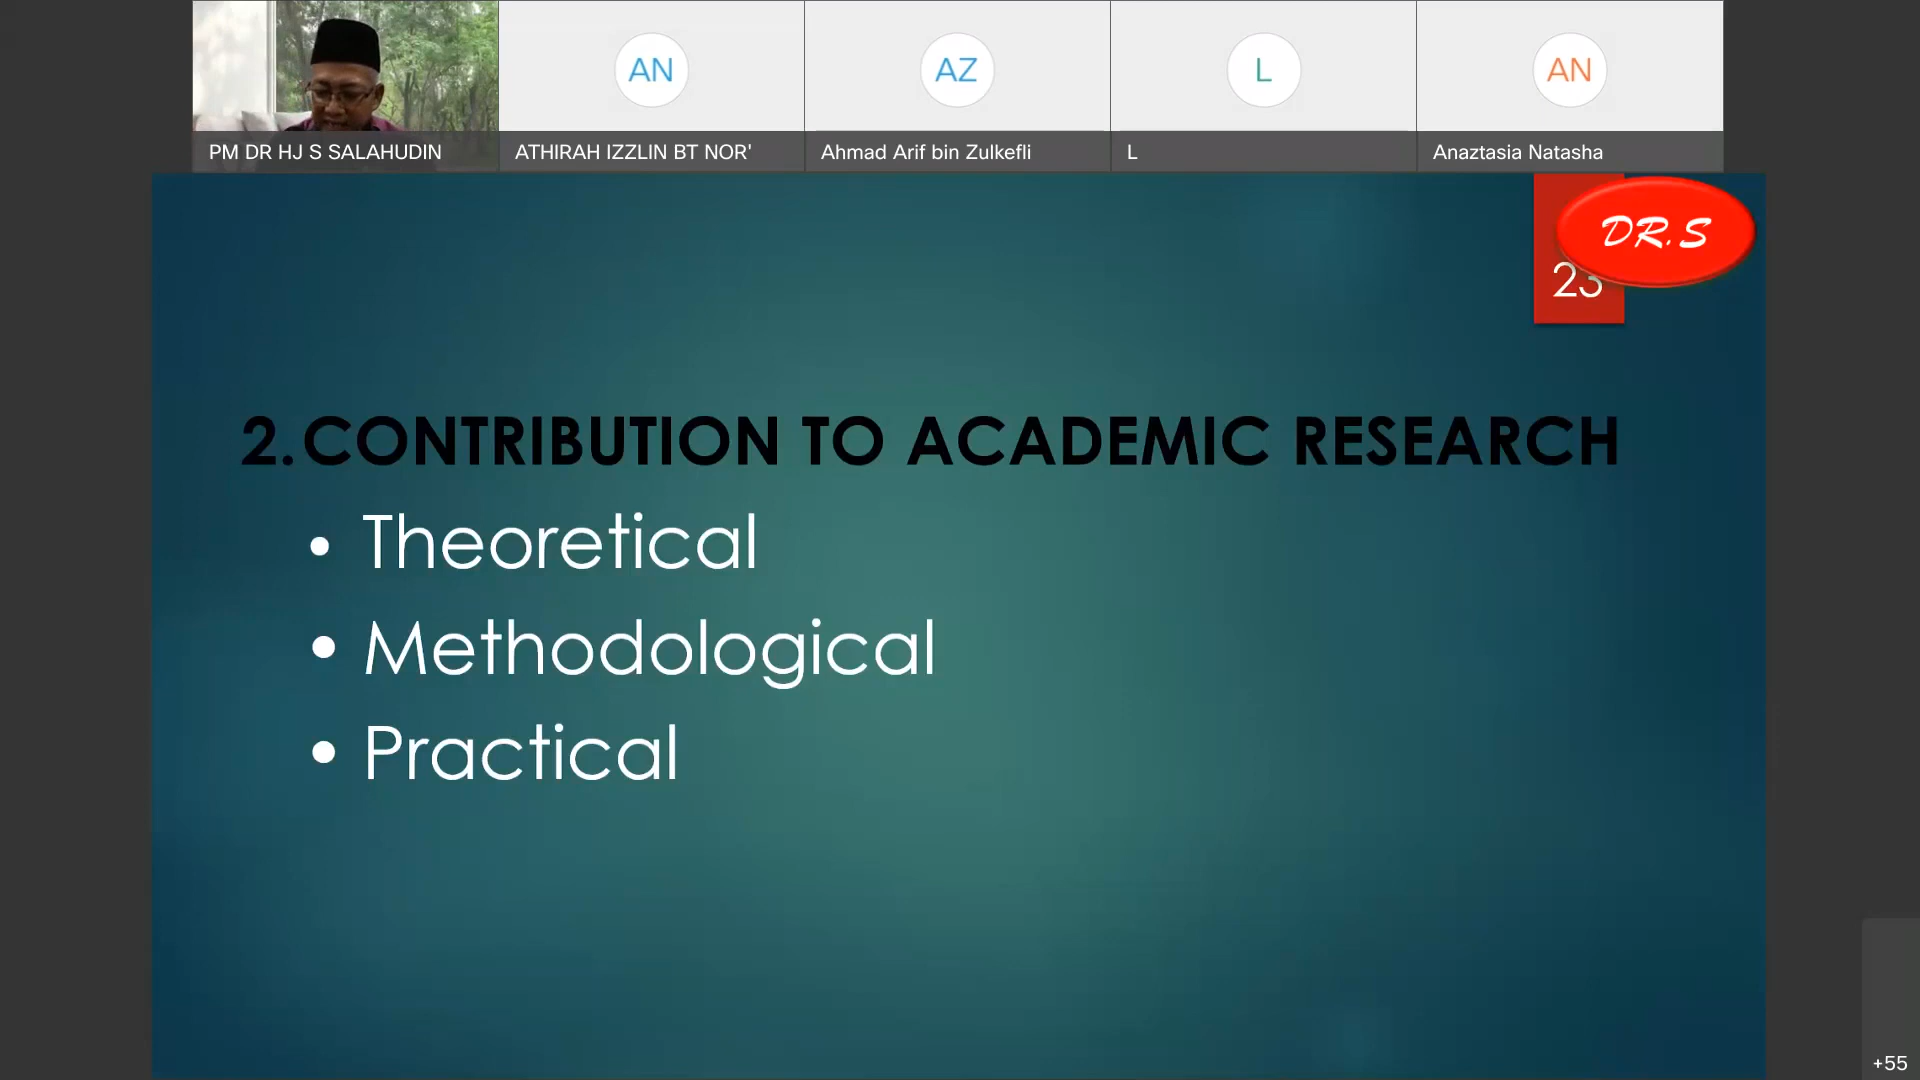 AN
AZ
L
AN
PM DR HJ S SALAHUDIN
ATHIRAH IZZLIN BT NOR'
Ahmad Arif bin Zulkefli
L
Anaztasia Natasha
DR. S
23
2. CONTRIBUTION TO ACADEMIC RESEARCH
• Theoretical
• Methodological
• Practical
+55